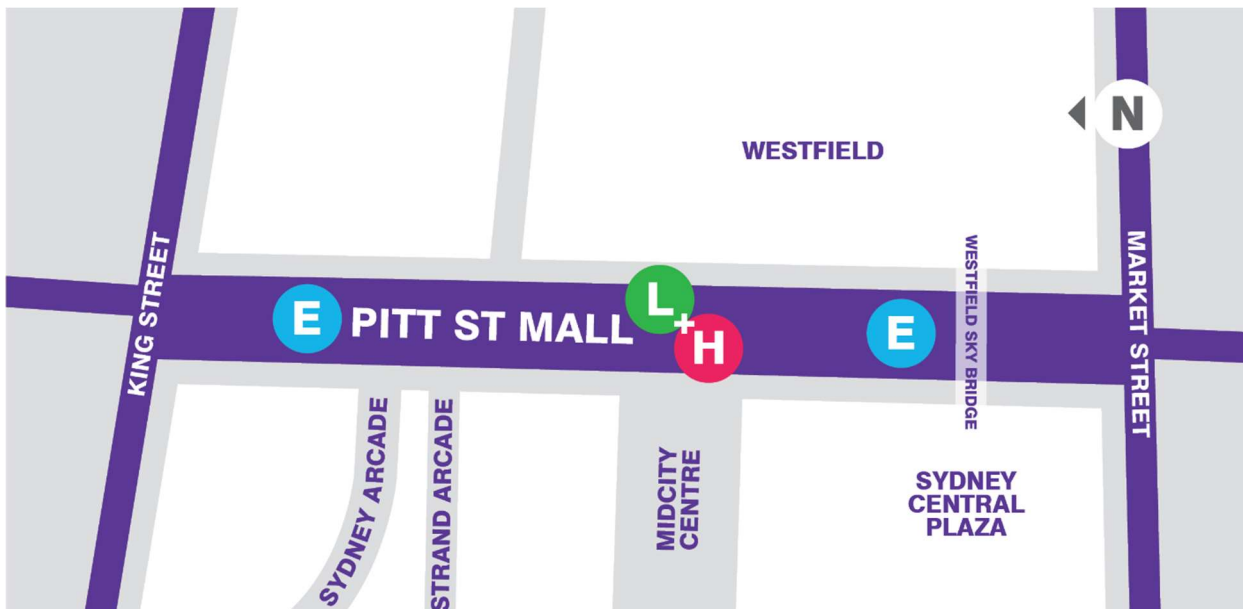 N
WESTFIELD
KING STREET
E
PITT ST MALL
L
+
H
E
WESTFIELD SKY BRIDGE
MARKET STREET
SYDNEY ARCADE
STRAND ARCADE
MIDCITY
CENTRE
SYDNEY
CENTRAL
PLAZA